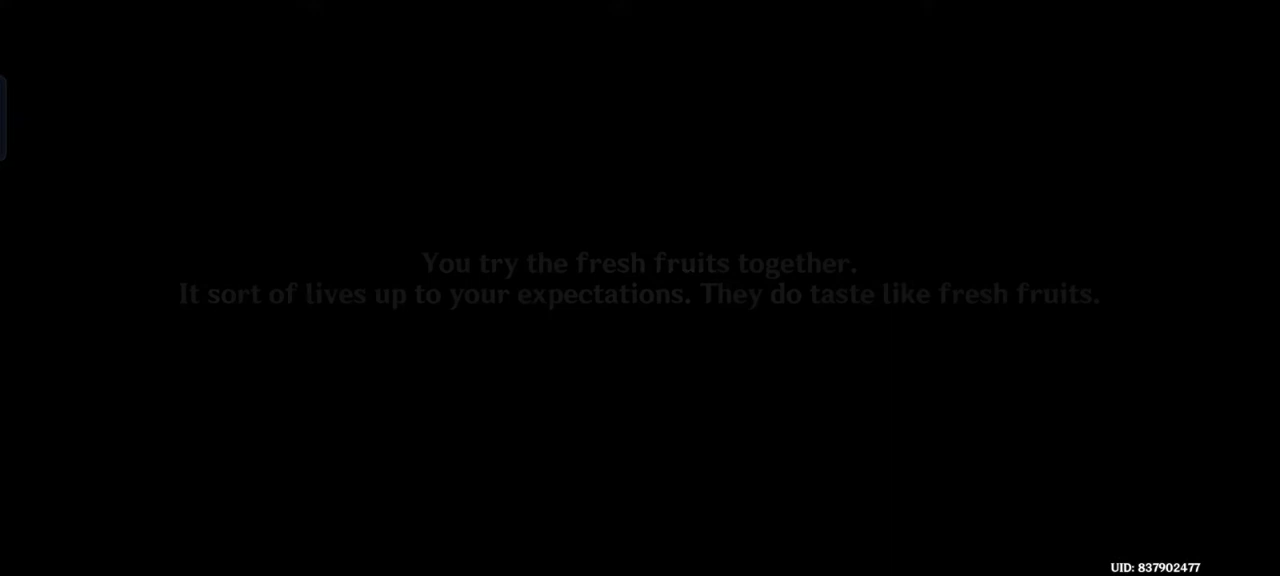 You try the fresh fruits together.
It sort of lives up to your expectations. They do taste like fresh fruits.
UID: 837902477